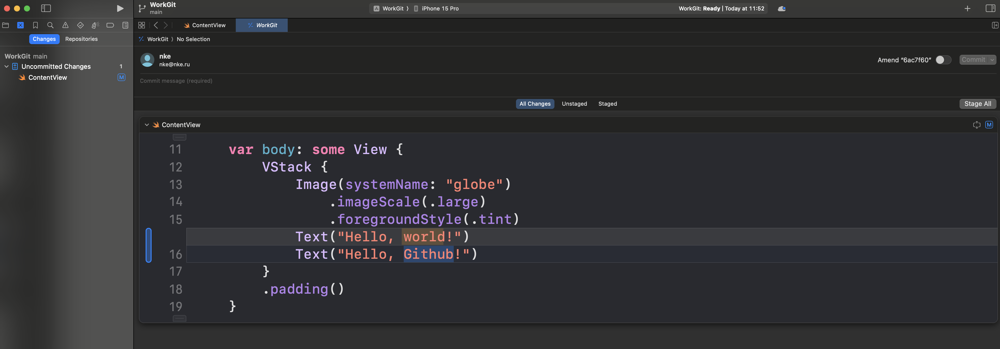 WorkGit
main
WorkGit ⟩ iPhone 15 Pro
WorkGit: Ready | Today at 11:52
ContentView
WorkGit
Changes Repositories
WorkGit ⟩ No Selection
WorkGit main
Uncommitted Changes 1
ContentView M
nke
nke@nke.ru
Amend “6ac7f60” Commit
Commit message (required)
All Changes Unstaged Staged Stage All
ContentView M
11 var body: some View {
12 VStack {
13 Image(systemName: "globe")
14 .imageScale(.large)
15 .foregroundStyle(.tint)
Text("Hello, world!")
16 Text("Hello, Github!")
17 }
18 .padding()
19 }